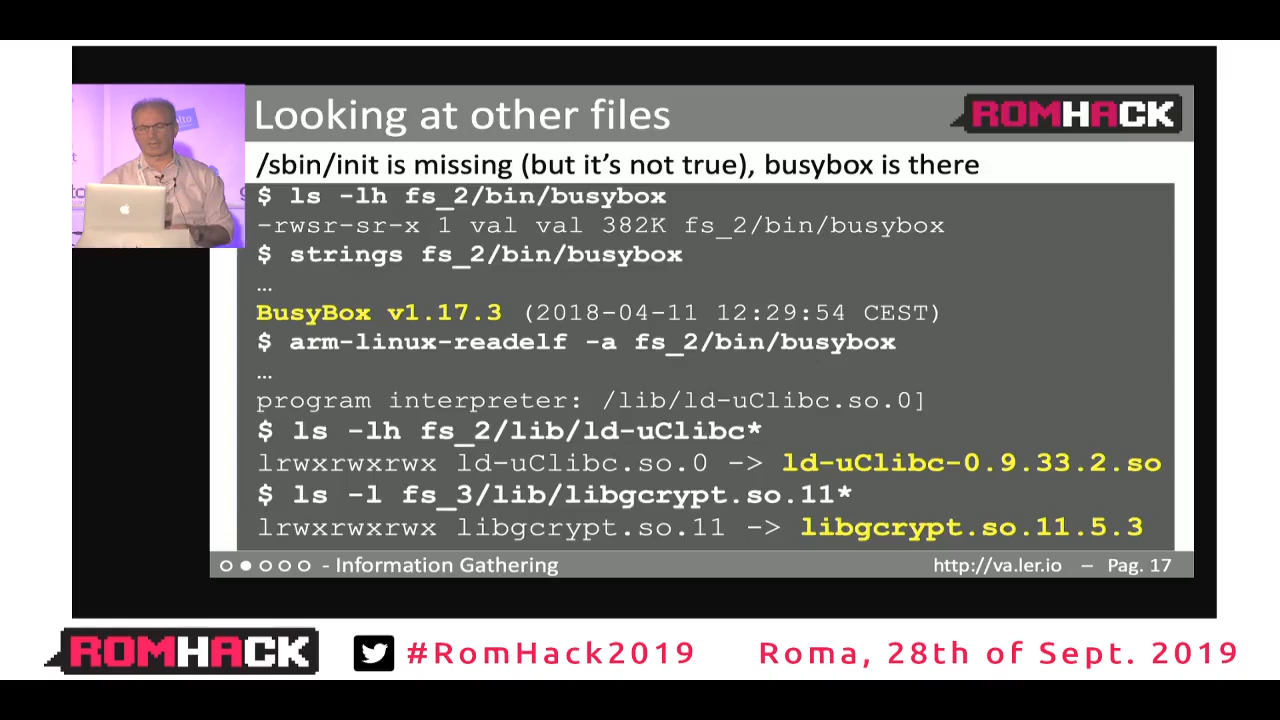 Looking at other files
ROMHACK
/sbin/init is missing (but it's not true), busybox is there
$ ls -lh fs_2/bin/busybox
-rwsr-sr-x 1 val val 382K fs_2/bin/busybox
$ strings fs_2/bin/busybox
…
BusyBox v1.17.3 (2018-04-11 12:29:54 CEST)
$ arm-linux-readelf -a fs_2/bin/busybox
…
program interpreter: /lib/ld-uClibc.so.0]
$ ls -lh fs_2/lib/ld-uClibc*
lrwxrwxrwx ld-uClibc.so.0 -> ld-uClibc-0.9.33.2.so
$ ls -l fs_3/lib/libgcrypt.so.11*
lrwxrwxrwx libgcrypt.so.11 -> libgcrypt.so.11.5.3
- Information Gathering
http://va.ler.io – Pag. 17
ROMHACK
#RomHack2019
Roma, 28th of Sept. 2019